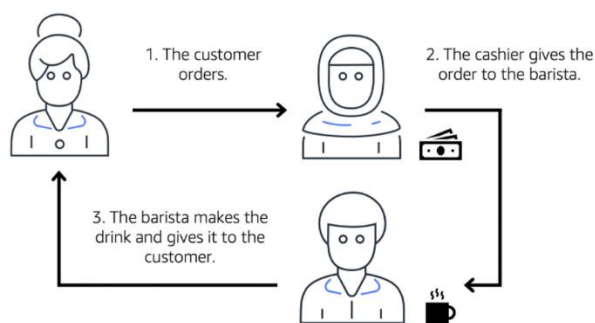 1. The customer
orders.
2. The cashier gives the
order to the barista.
3. The barista makes the
drink and gives it to the
customer.